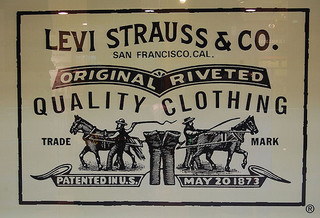 LEVI STRAUSS & CO.
SAN FRANCISCO, CAL.
ORIGINAL RIVETED
QUALITY CLOTHING
TRADE MARK
PATENTED IN U.S. MAY 20 1873
®